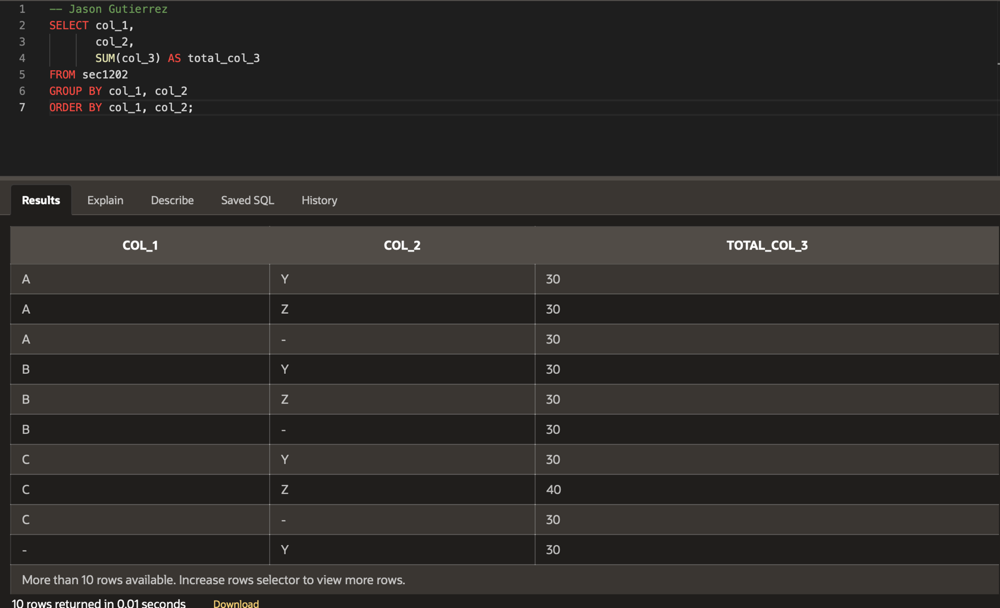 1 -- Jason Gutierrez
2 SELECT col_1,
3 col_2,
4 SUM(col_3) AS total_col_3
5 FROM sec1202
6 GROUP BY col_1, col_2
7 ORDER BY col_1, col_2;
Results Explain Describe Saved SQL History
COL_1 COL_2 TOTAL_COL_3
A Y 30
A Z 30
A - 30
B Y 30
B Z 30
B - 30
C Y 30
C Z 40
C - 30
- Y 30
More than 10 rows available. Increase rows selector to view more rows.
10 rows returned in 0.01 seconds Download